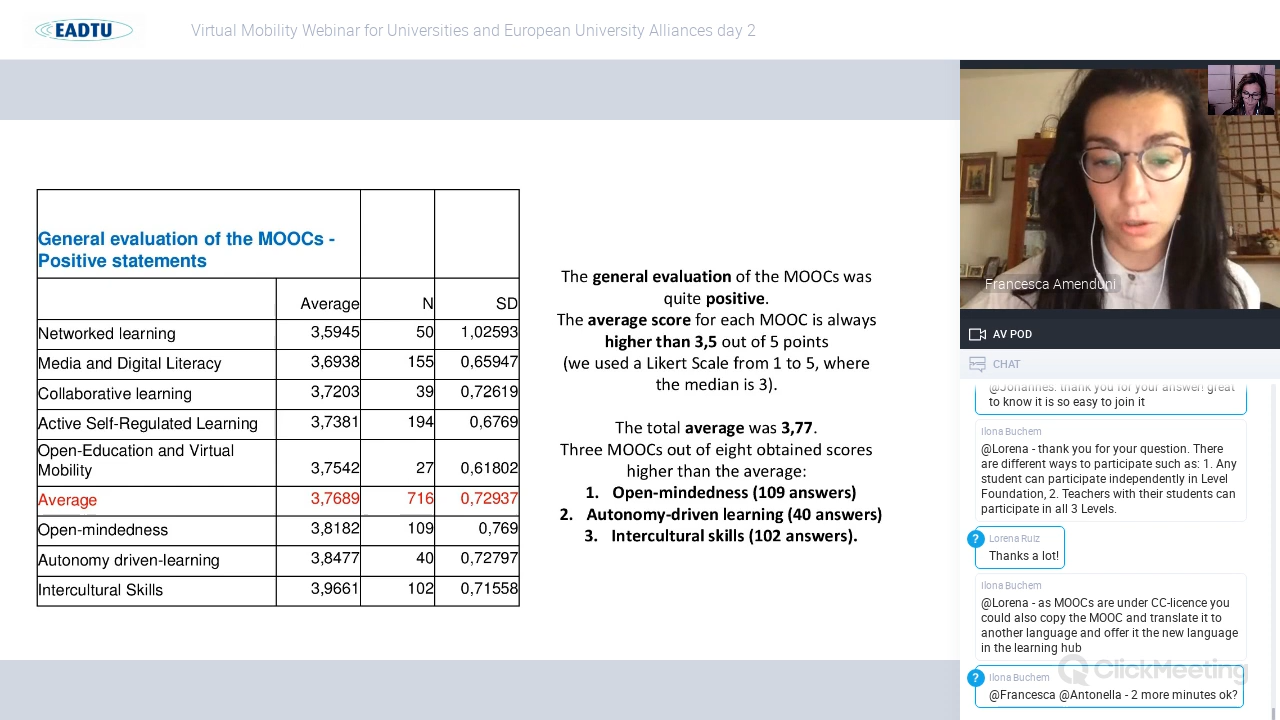 EADTU
Virtual Mobility Webinar for Universities and European University Alliances day 2
General evaluation of the MOOCs -
Positive statements
Average N SD
Networked learning 3,5945 50 1,02593
Media and Digital Literacy 3,6938 155 0,65947
Collaborative learning 3,7203 39 0,72619
Active Self-Regulated Learning 3,7381 194 0,6769
Open-Education and Virtual
Mobility 3,7542 27 0,61802
Average 3,7689 716 0,72937
Open-mindedness 3,8182 109 0,769
Autonomy driven-learning 3,8477 40 0,72797
Intercultural Skills 3,9661 102 0,71558
The general evaluation of the MOOCs was
quite positive.
The average score for each MOOC is always
higher than 3,5 out of 5 points
(we used a Likert Scale from 1 to 5, where
the median is 3).
The total average was 3,77.
Three MOOCs out of eight obtained scores
higher than the average:
1. Open-mindedness (109 answers)
2. Autonomy-driven learning (40 answers)
3. Intercultural skills (102 answers).
Francesca Amenduni
AV POD
CHAT
@Johannes: thank you for your answer! great
to know it is so easy to join it
Ilona Buchem
@Lorena - thank you for your question. There
are different ways to participate such as: 1. Any
student can participate independently in Level
Foundation, 2. Teachers with their students can
participate in all 3 Levels.
?
Lorena Ruiz
Thanks a lot!
Ilona Buchem
@Lorena - as MOOCs are under CC-licence you
could also copy the MOOC and translate it to
another language and offer it the new language
in the learning hub
ClickMeeting
?
Ilona Buchem
@Francesca @Antonella - 2 more minutes ok?